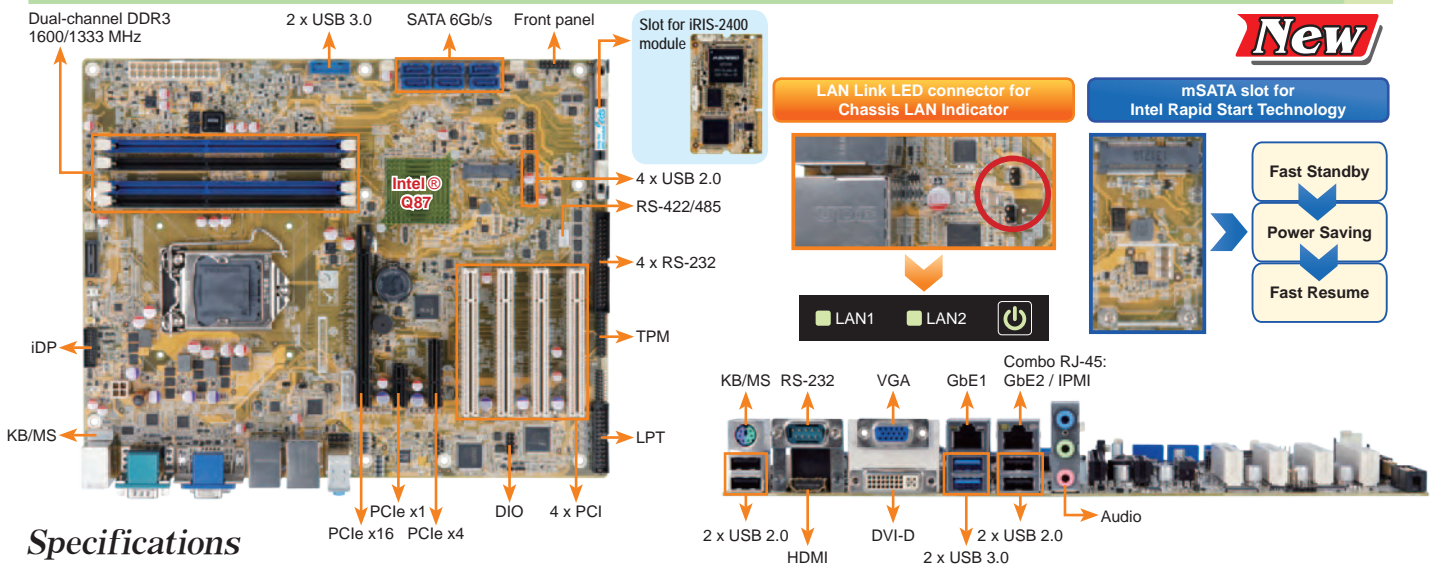 Dual-channel DDR3
1600/1333 MHz
2 x USB 3.0
SATA 6Gb/s
Front panel
Slot for iRIS-2400
module
New
LAN Link LED connector for
Chassis LAN Indicator
mSATA slot for
Intel Rapid Start Technology
Intel®
Q87
4 x USB 2.0
RS-422/485
4 x RS-232
TPM
LPT
iDP
KB/MS
PCIe x16
PCIe x1
PCIe x4
DIO
4 x PCI
LAN1
LAN2
Fast Standby
Power Saving
Fast Resume
KB/MS
RS-232
VGA
GbE1
Combo RJ-45:
GbE2 / IPMI
2 x USB 2.0
HDMI
DVI-D
2 x USB 3.0
2 x USB 2.0
Audio
Specifications